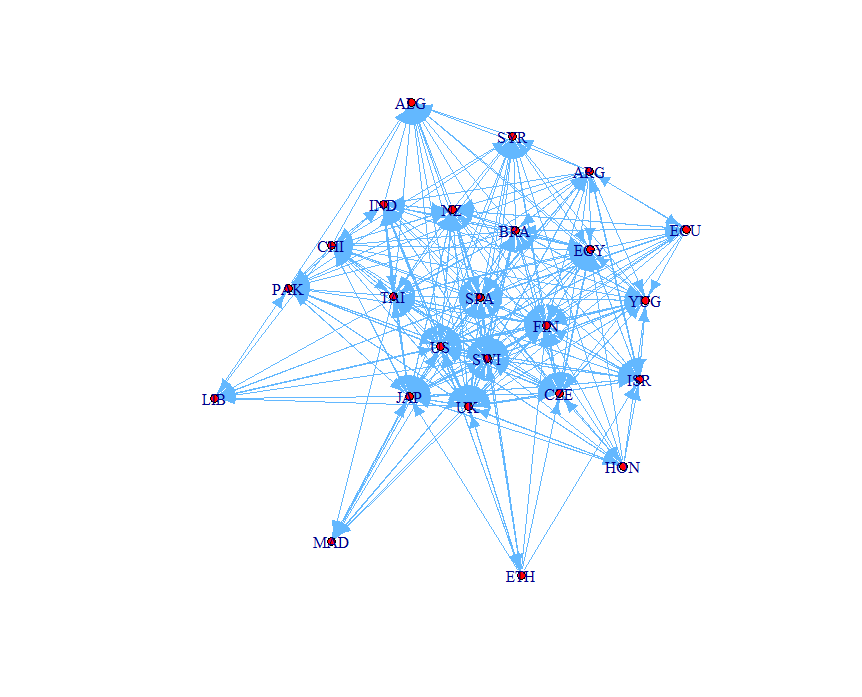 ALG
SYR
ARG
IND
NZ
BRA
ECU
CHI
EGY
PAK
TAI
SPA
YUG
FIN
US
SWI
ISR
LIB
JAP
UK
CZE
HON
MAD
ETH